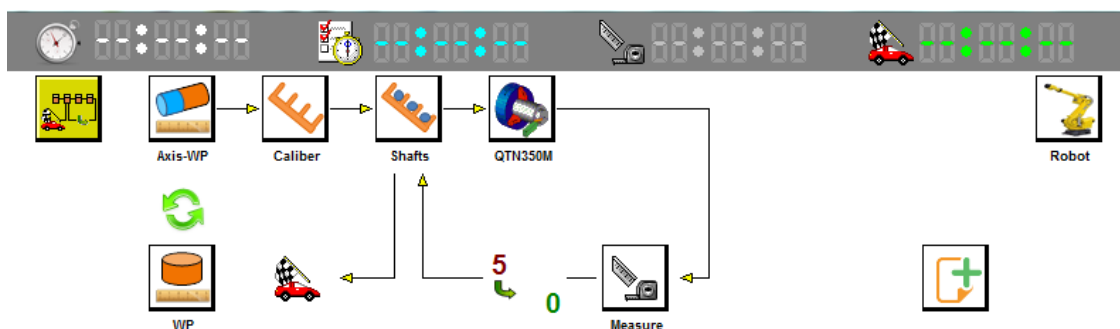 --:--:--
--:--:--
--:--:--
Axis-WP
Caliber
Shafts
QTN350M
Robot
5
0
WP
Measure